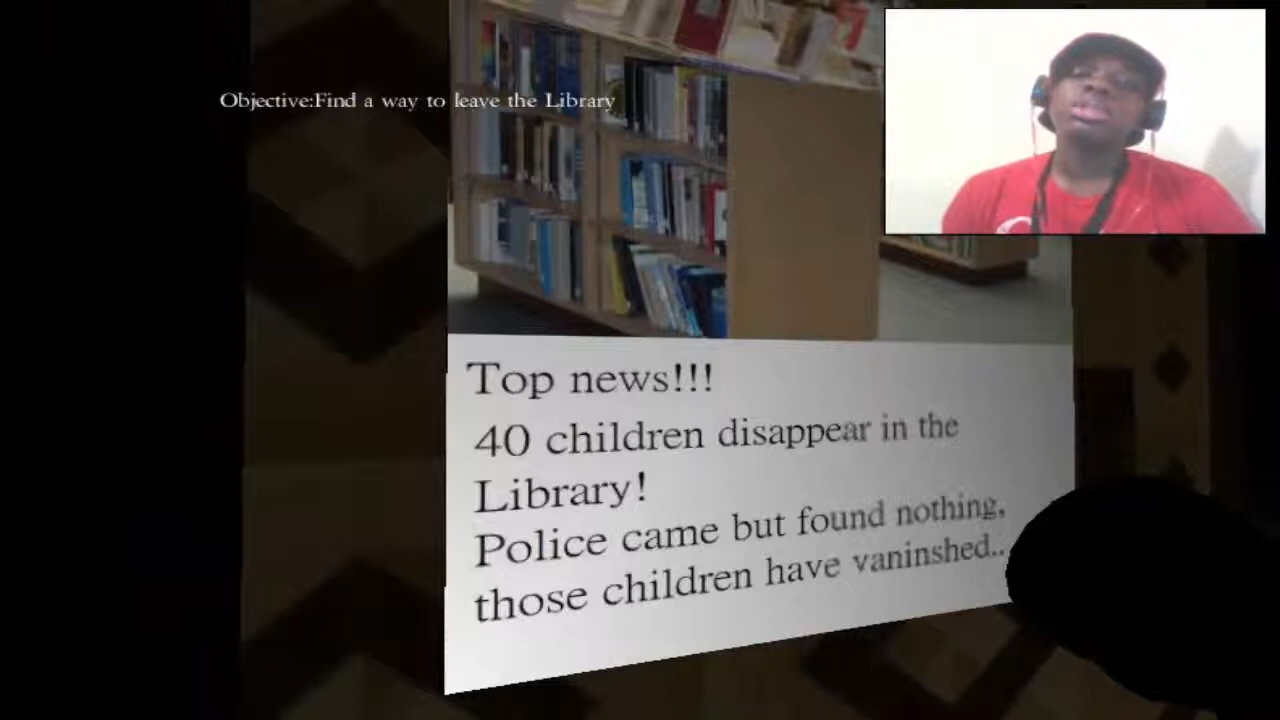 Objective:Find a way to leave the Library
Top news!!!
40 children disappear in the
Library!
Police came but found nothing,
those children have vaninshed..